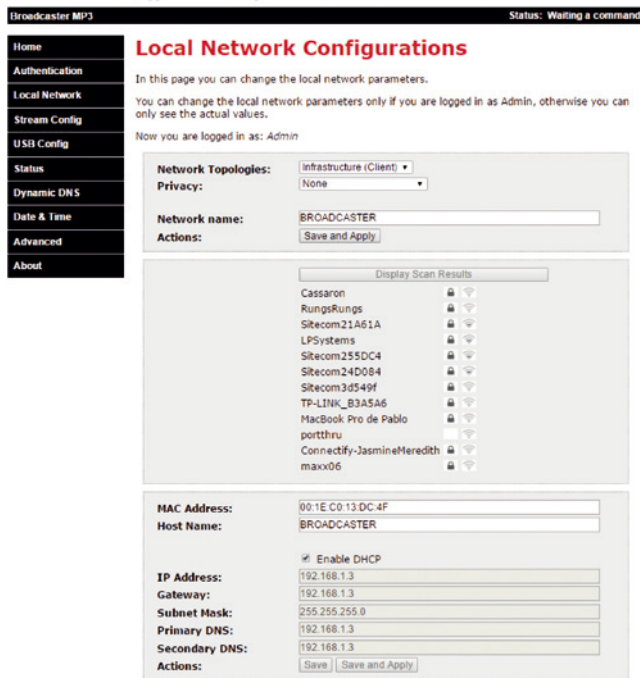 Broadcaster MP3
Status: Waiting a command
Home
Authentication
Local Network
Stream Config
USB Config
Status
Dynamic DNS
Date & Time
Advanced
About
Local Network Configurations
In this page you can change the local network parameters.
You can change the local network parameters only if you are logged in as Admin, otherwise you can
only see the actual values.
Now you are logged in as: Admin
Network Topologies: Infrastructure (Client)
Privacy: None
Network name: BROADCASTER
Actions: Save and Apply
Display Scan Results
Cassaron
RungsRungs
Sitecom21A61A
LPSystems
Sitecom255DC4
Sitecom24D084
Sitecom3d549f
TP-LINK_B3A5A6
MacBook Pro de Pablo
portthru
Connectify-JasmineMeredith
maxx06
MAC Address: 00:1E:C0:13:DC:4F
Host Name: BROADCASTER
Enable DHCP
IP Address: 192.168.1.3
Gateway: 192.168.1.3
Subnet Mask: 255.255.255.0
Primary DNS: 192.168.1.3
Secondary DNS: 192.168.1.3
Actions: Save Save and Apply